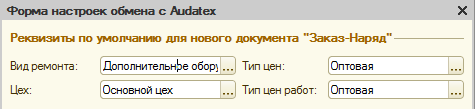 Форма настроек обмена с Audatex
Реквизиты по умолчанию для нового документа "Заказ-Наряд"
Вид ремонта: Дополнительное обору ... Тип цен: Оптовая ...
Цех: Основной цех ... Тип цен работ: Оптовая ...